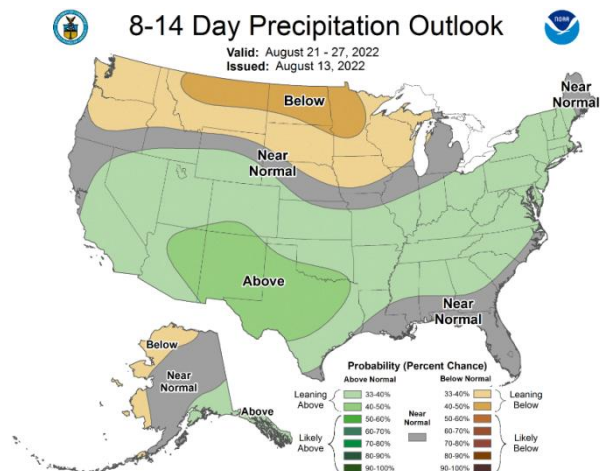 8-14 Day Precipitation Outlook
noaa
Valid: August 21 - 27, 2022
Issued: August 13, 2022
Below
Near
Normal
Near
Normal
Above
Near
Normal
Below
Near
Normal
Above
Probability (Percent Chance)
Above Normal
Below Normal
Leaning
Above
33-40%
40-50%
Likely
Above
50-60%
60-70%
70-80%
80-90%
90-100%
Near
Normal
33-40%
40-50%
Leaning
Below
50-60%
60-70%
70-80%
80-90%
90-100%
Likely
Below